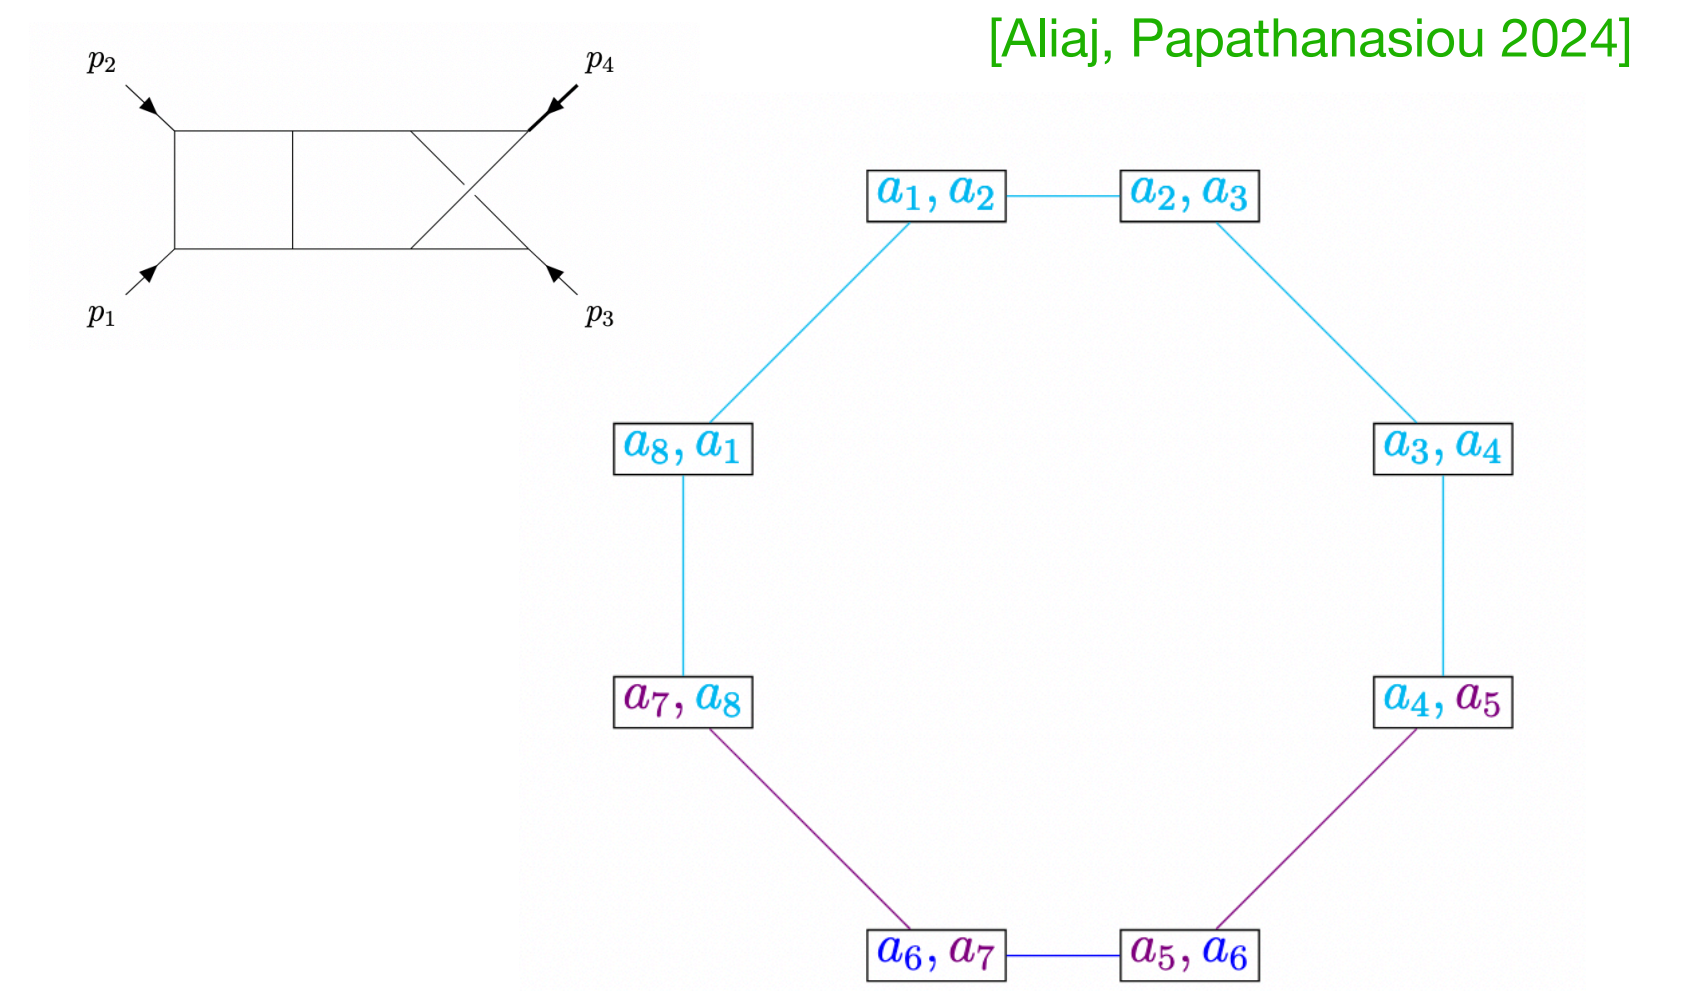 [Aliaj, Papathanasiou 2024]
p₂
p₄
p₁
p₃
a₁, a₂
a₂, a₃
a₈, a₁
a₃, a₄
a₇, a₈
a₄, a₅
a₆, a₇
a₅, a₆